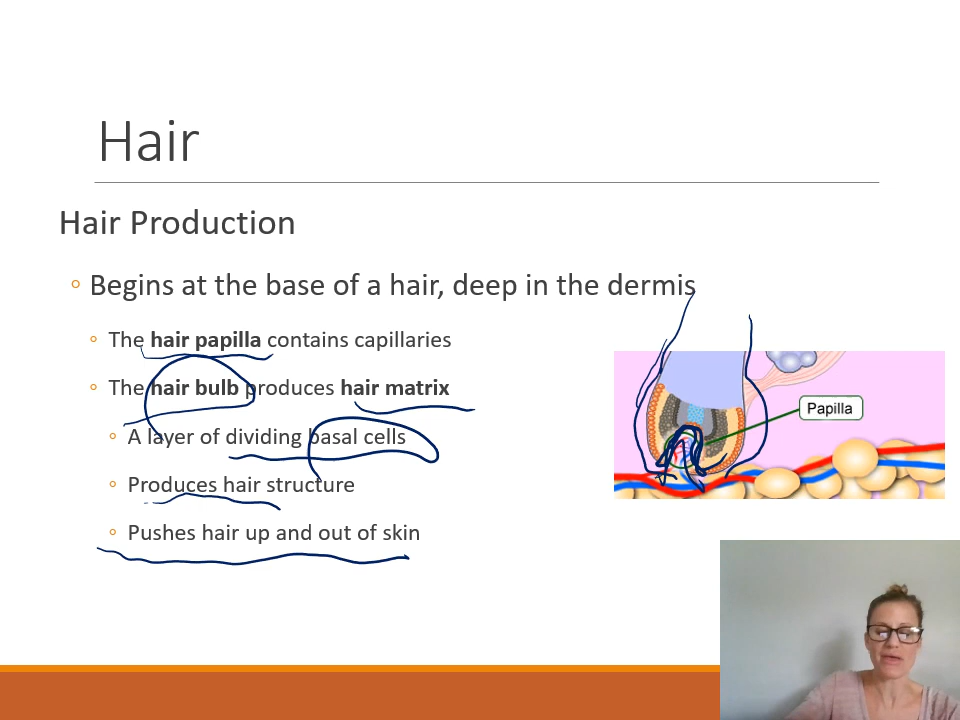 Hair
Hair Production
◦ Begins at the base of a hair, deep in the dermis
◦ The hair papilla contains capillaries
◦ The hair bulb produces hair matrix
◦ A layer of dividing basal cells
◦ Produces hair structure
◦ Pushes hair up and out of skin
Papilla